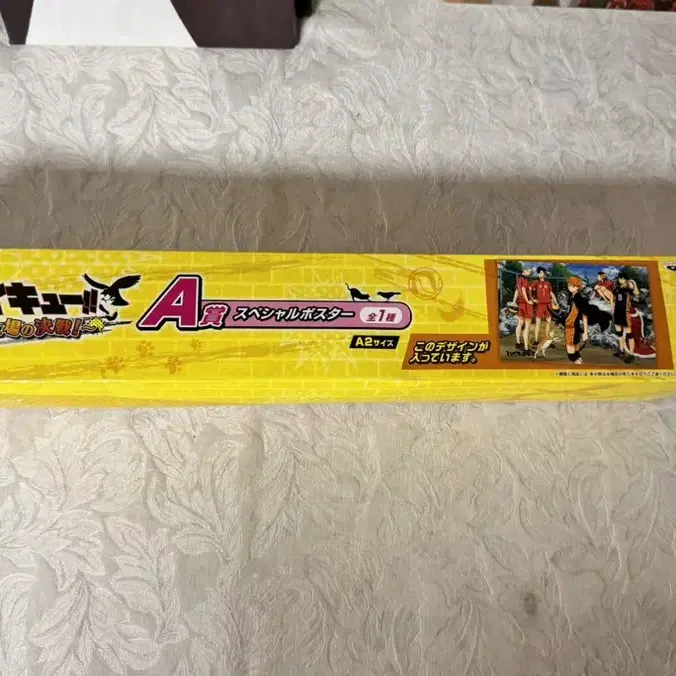 イキュー!!
場の決戦！
A賞 スペシャルポスター 全1種
A2サイズ
このデザインが
入っています。